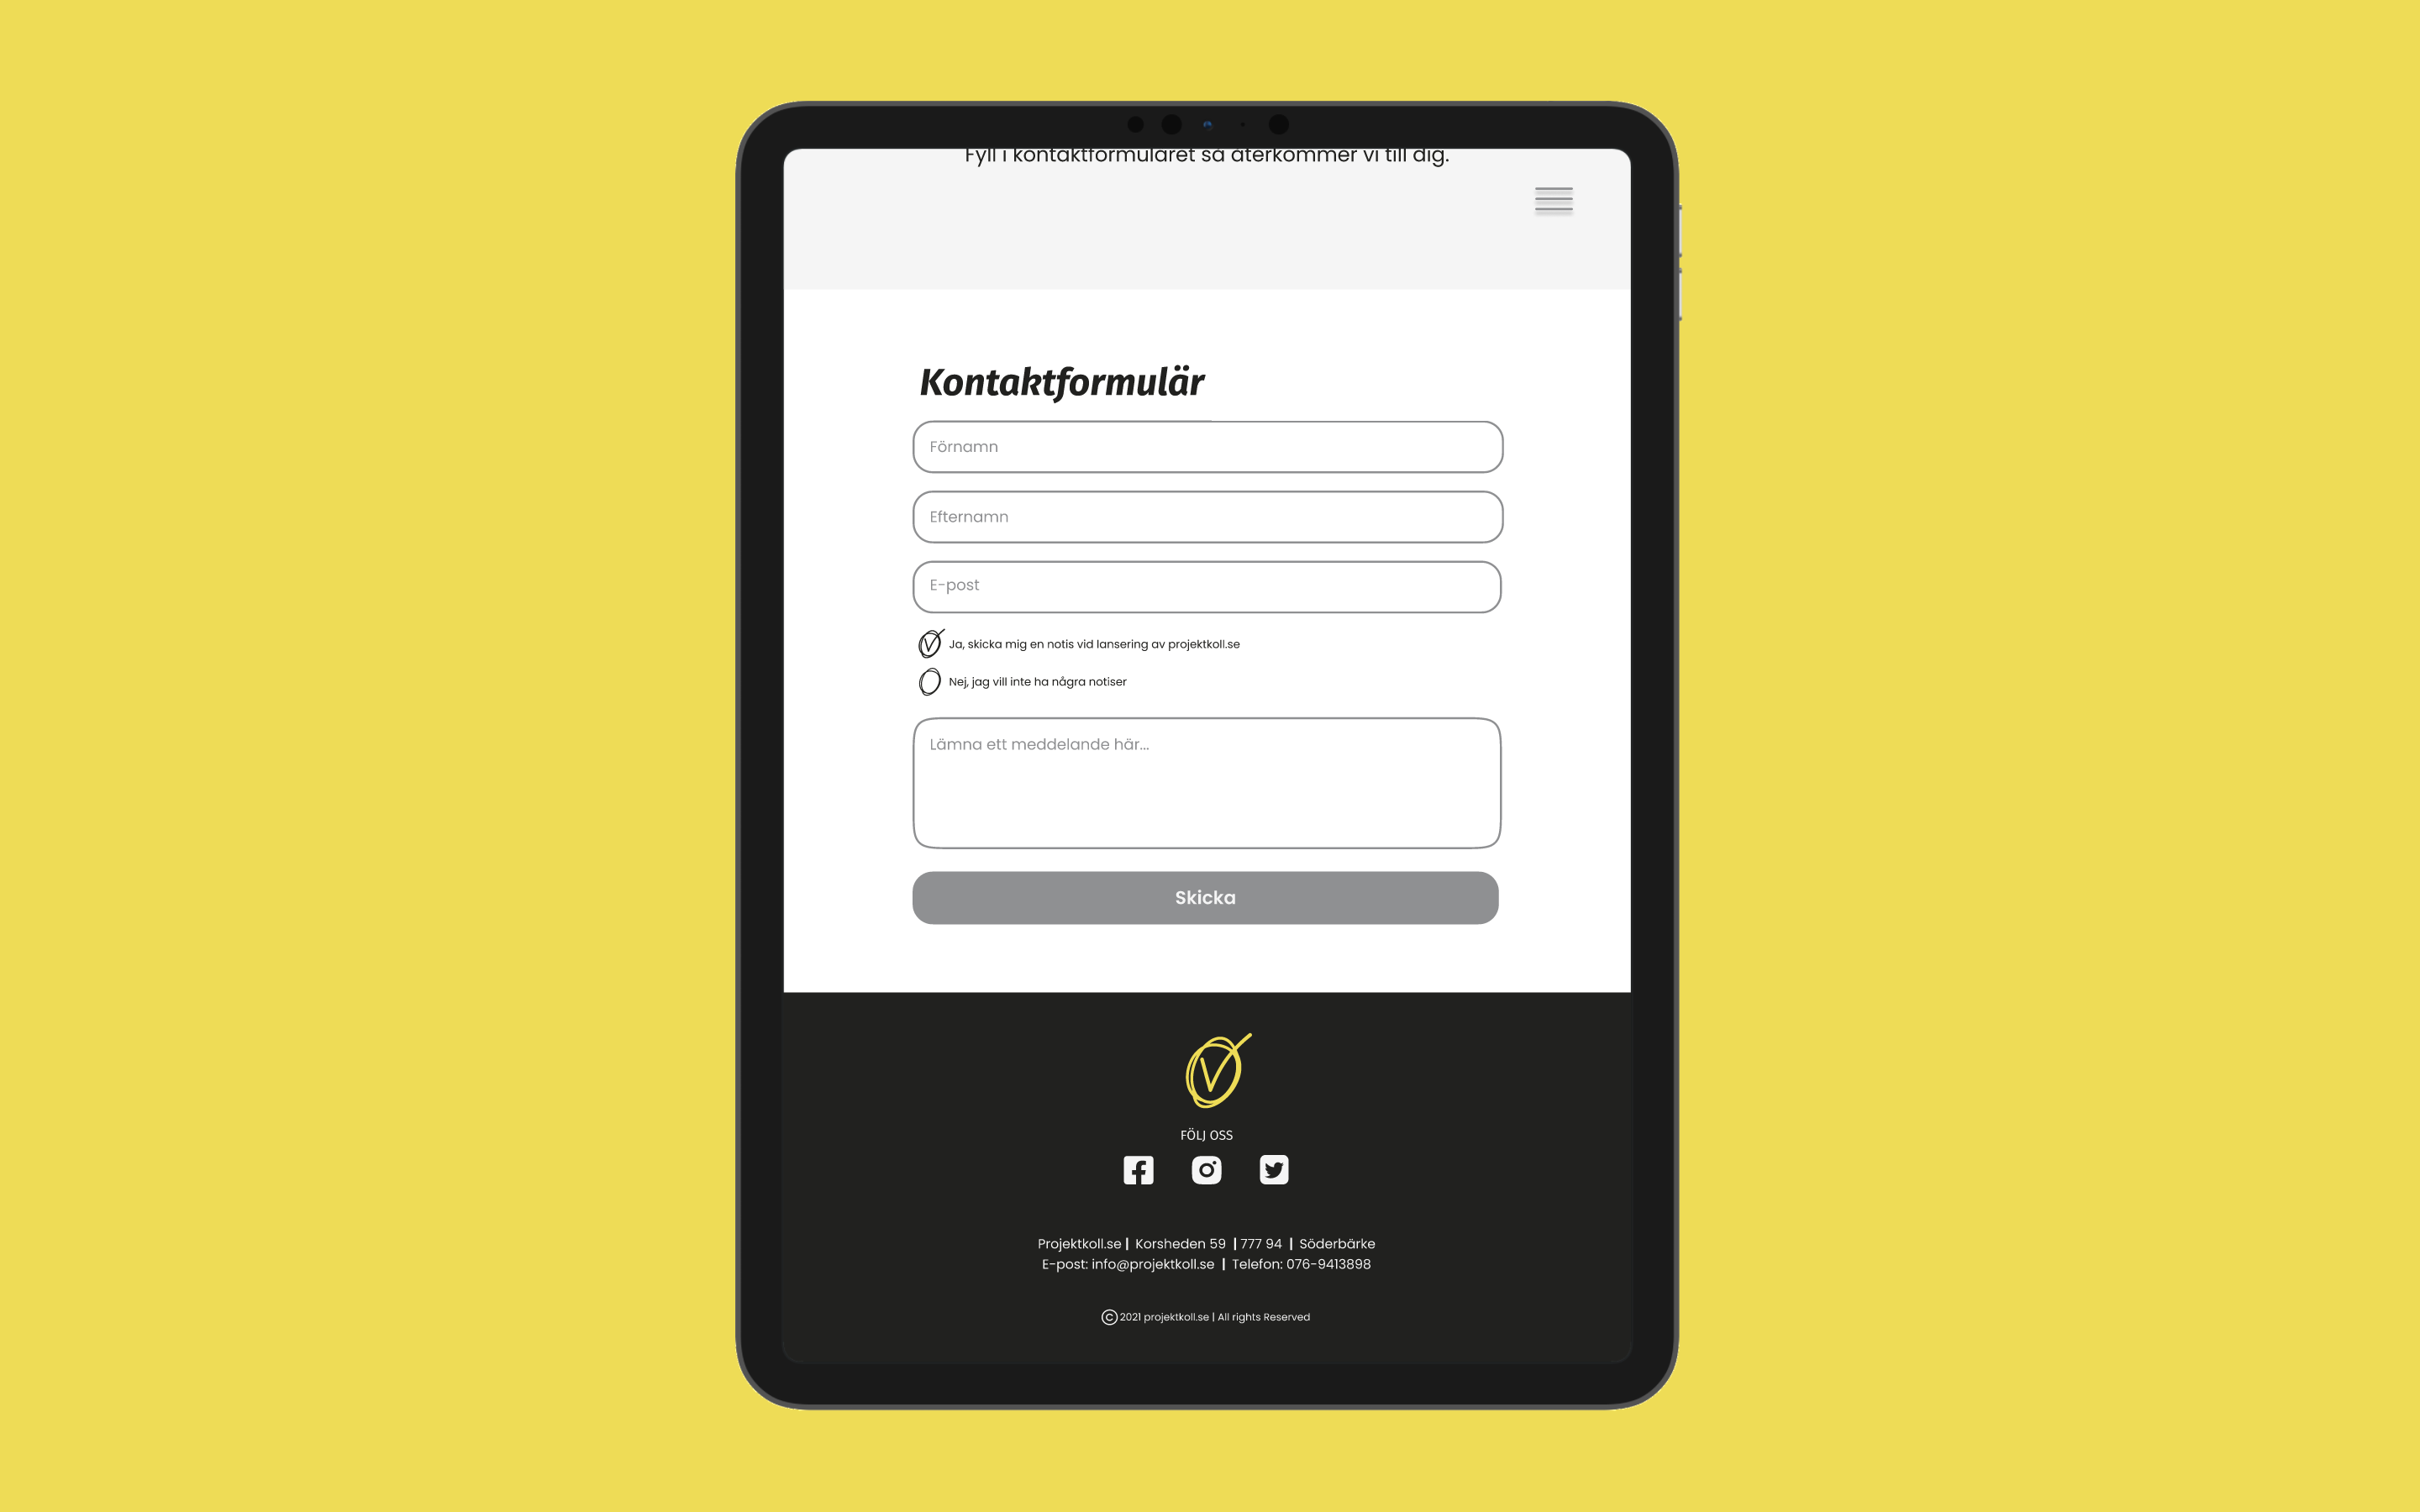 Fyll i kontaktformuläret så återkommer vi till dig.
Kontaktformulär
Förnamn
Efternamn
E-post
Ja, skicka mig en notis vid lansering av projektkoll.se
Nej, jag vill inte ha några notiser
Lämna ett meddelande här...
Skicka
FÖLJ OSS
Projektkoll.se | Korsheden 59 | 777 94 | Söderbärke
E-post: info@projektkoll.se | Telefon: 076-9413898
© 2021 projektkoll.se | All rights Reserved